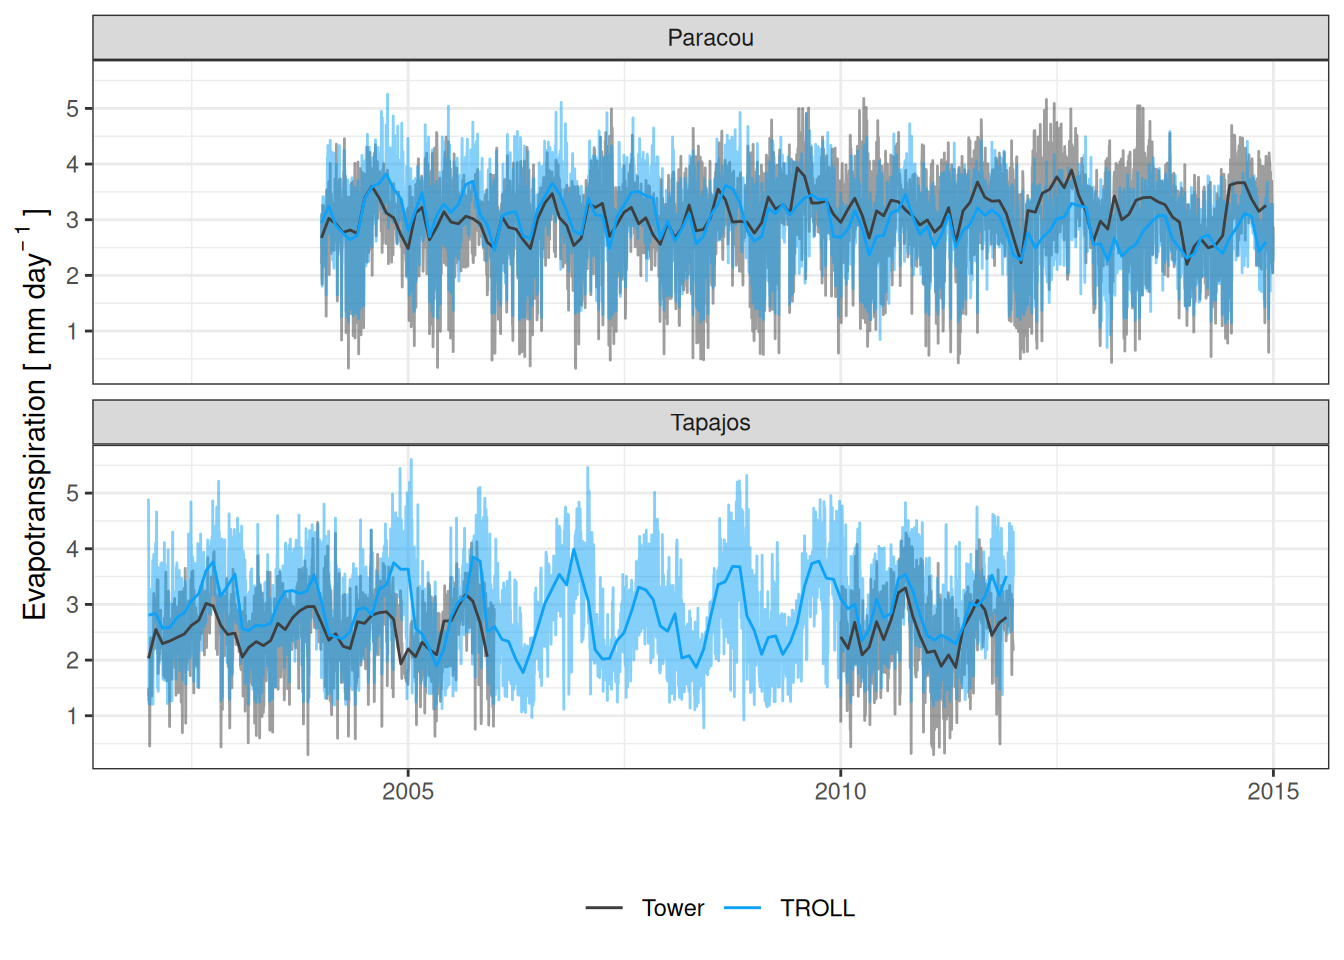 Paracou
5
4
3
2
1
Evapotranspiration [ mm day⁻¹ ]
Tapajos
5
4
3
2
1
2005 2010 2015
Tower TROLL